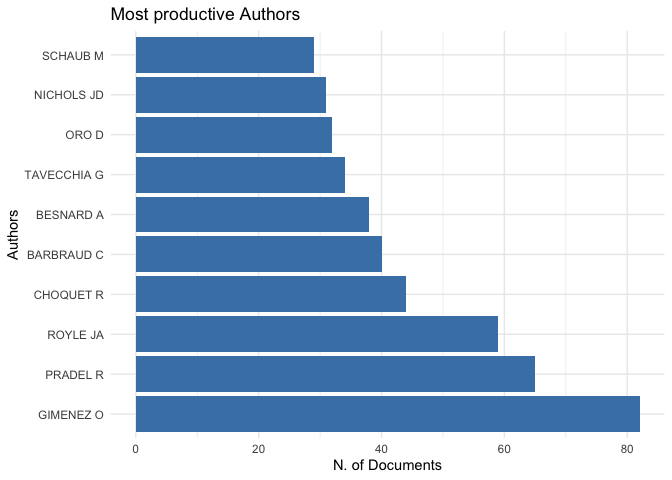 Most productive Authors
SCHAUB M
NICHOLS JD
ORO D
TAVECCHIA G
BESNARD A
BARBRAUD C
CHOQUET R
ROYLE JA
PRADEL R
GIMENEZ O
Authors
0 20 40 60 80
N. of Documents